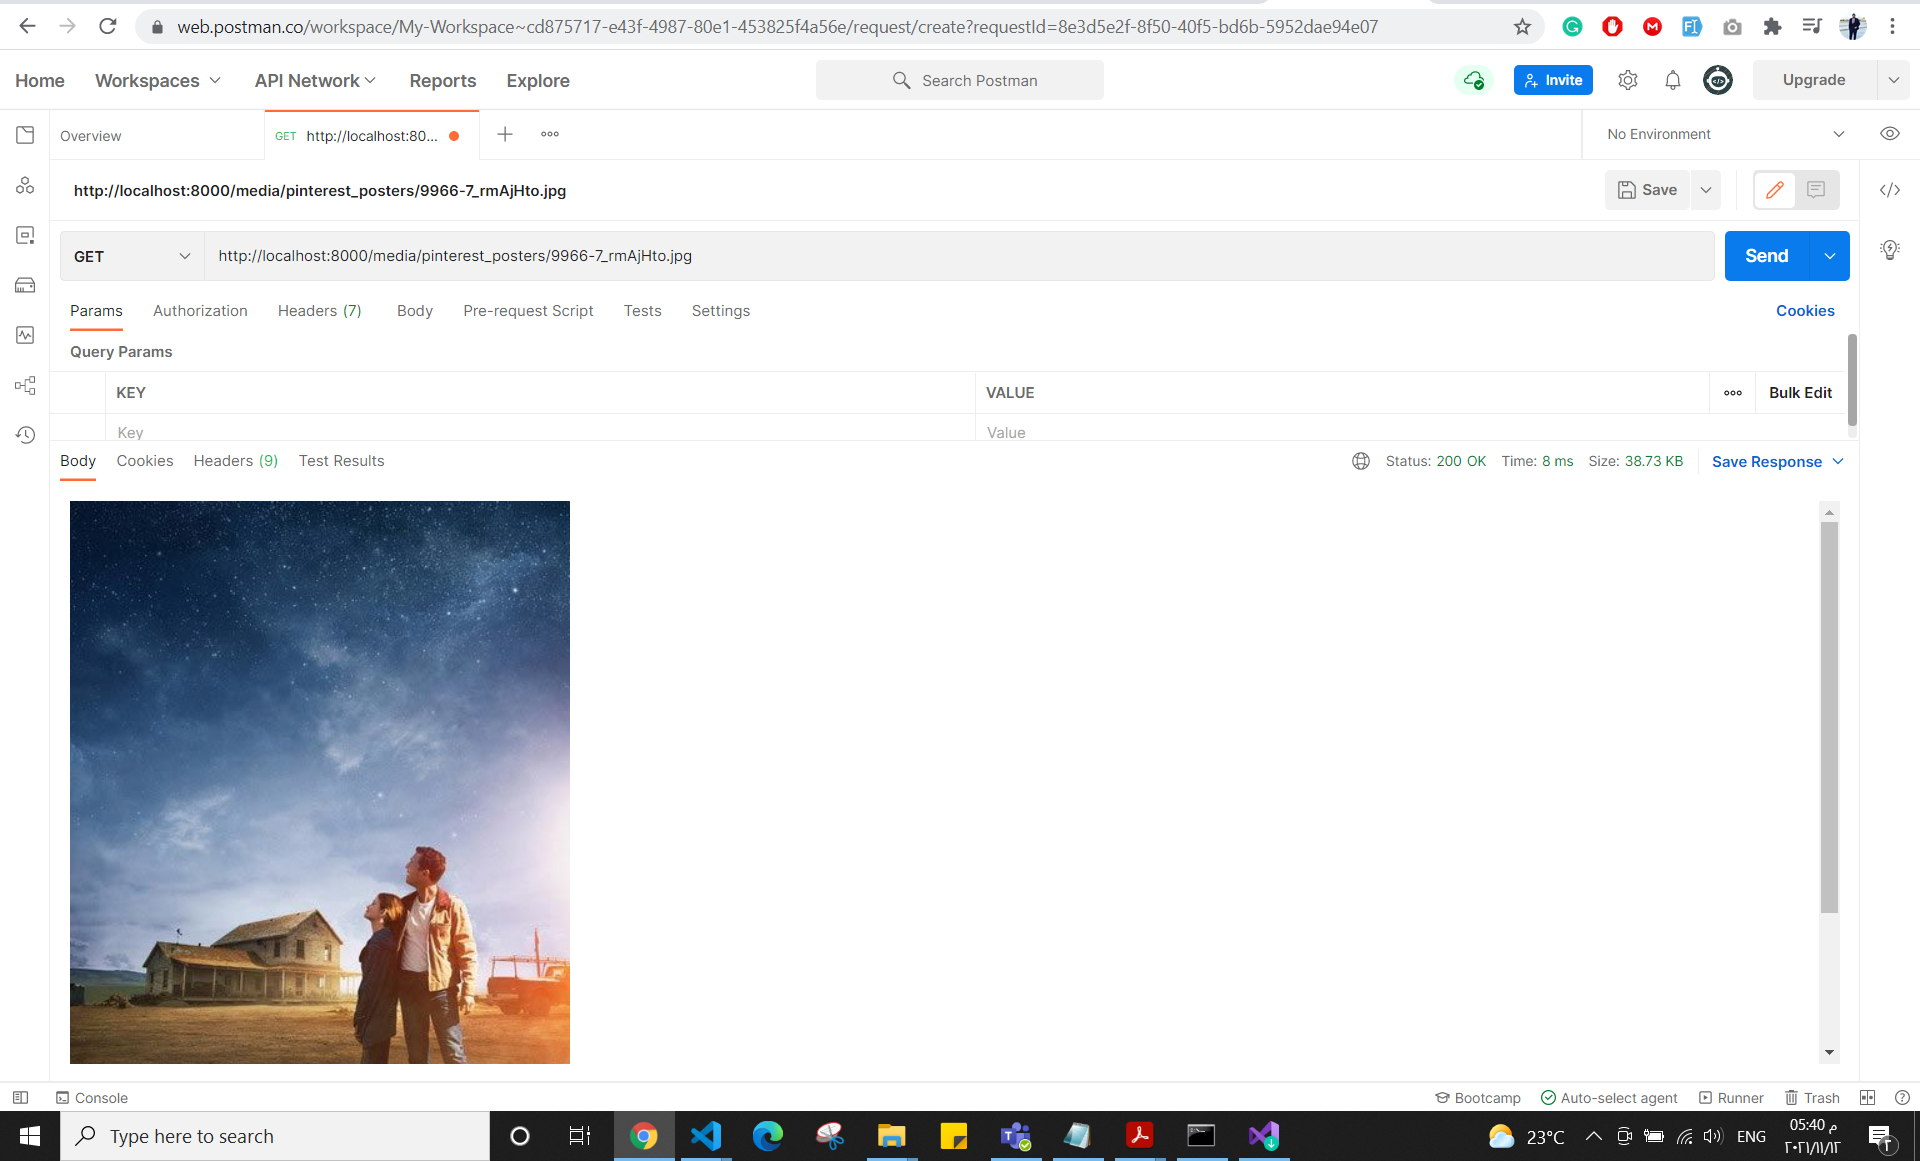 web.postman.co/workspace/My-Workspace~cd875717-e43f-4987-80e1-453825f4a56e/request/create?requestId=8e3d5e2f-8f50-40f5-bd6b-5952dae94e07
Home Workspaces API Network Reports Explore Search Postman Invite Upgrade
Overview GET http://localhost:80... No Environment
http://localhost:8000/media/pinterest_posters/9966-7_rmAjHto.jpg Save
GET http://localhost:8000/media/pinterest_posters/9966-7_rmAjHto.jpg Send
Params Authorization Headers (7) Body Pre-request Script Tests Settings Cookies
Query Params
KEY VALUE Bulk Edit
Key Value
Body Cookies Headers (9) Test Results Status: 200 OK Time: 8 ms Size: 38.73 KB Save Response
Console Bootcamp Auto-select agent Runner Trash
Type here to search 23°C ENG
05:40 م
٢٠٢١/١١/١٢